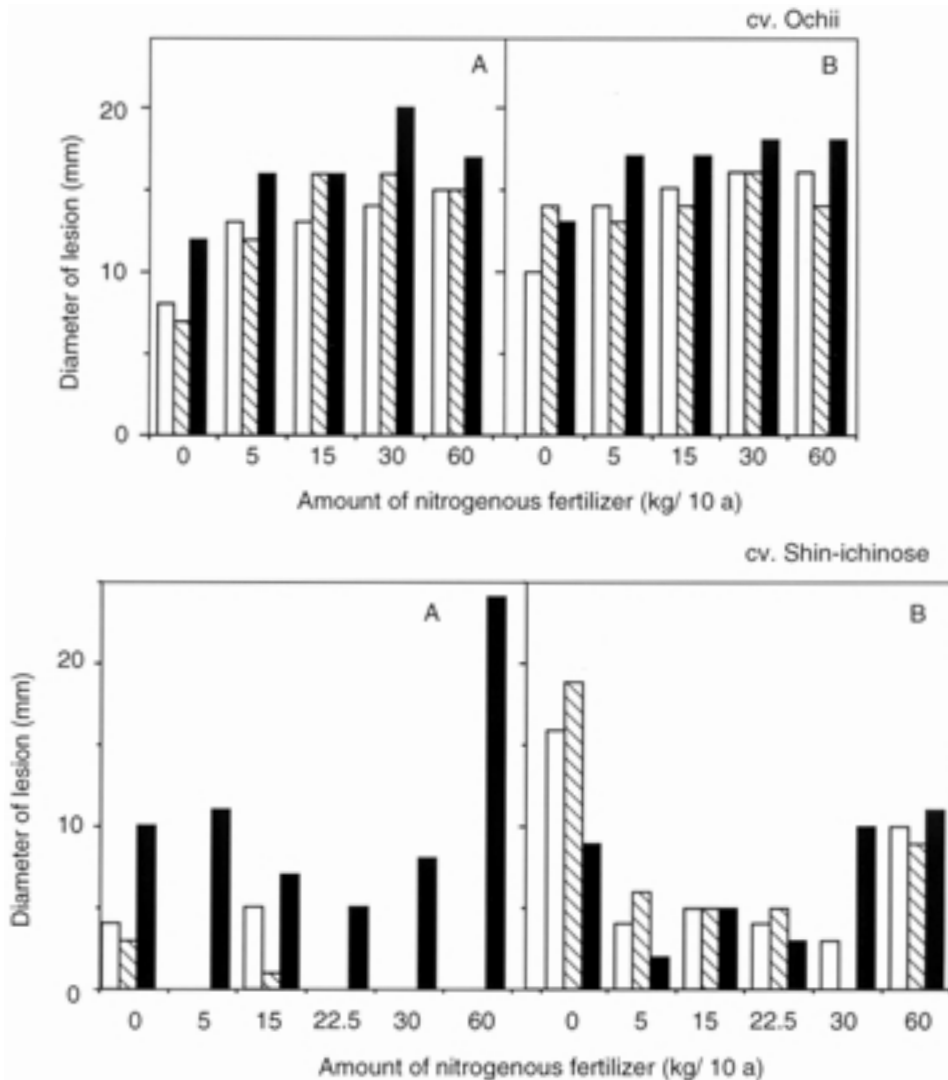 cv. Ochii
A B
20
10
0
Diameter of lesion (mm)
0 5 15 30 60 0 5 15 30 60
Amount of nitrogenous fertilizer (kg/ 10 a)
cv. Shin-ichinose
A B
20
10
0
Diameter of lesion (mm)
0 5 15 22.5 30 60 0 5 15 22.5 30 60
Amount of nitrogenous fertilizer (kg/ 10 a)